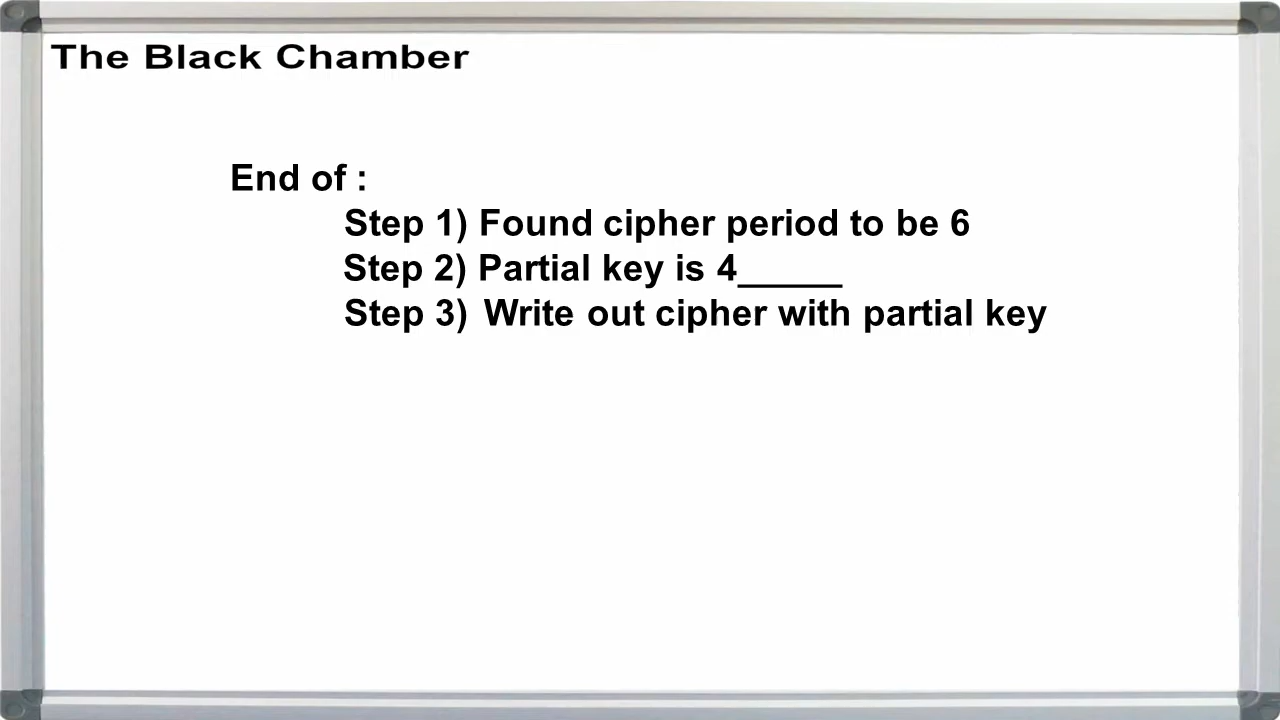 The Black Chamber
End of :
Step 1) Found cipher period to be 6
Step 2) Partial key is 4_____
Step 3) Write out cipher with partial key